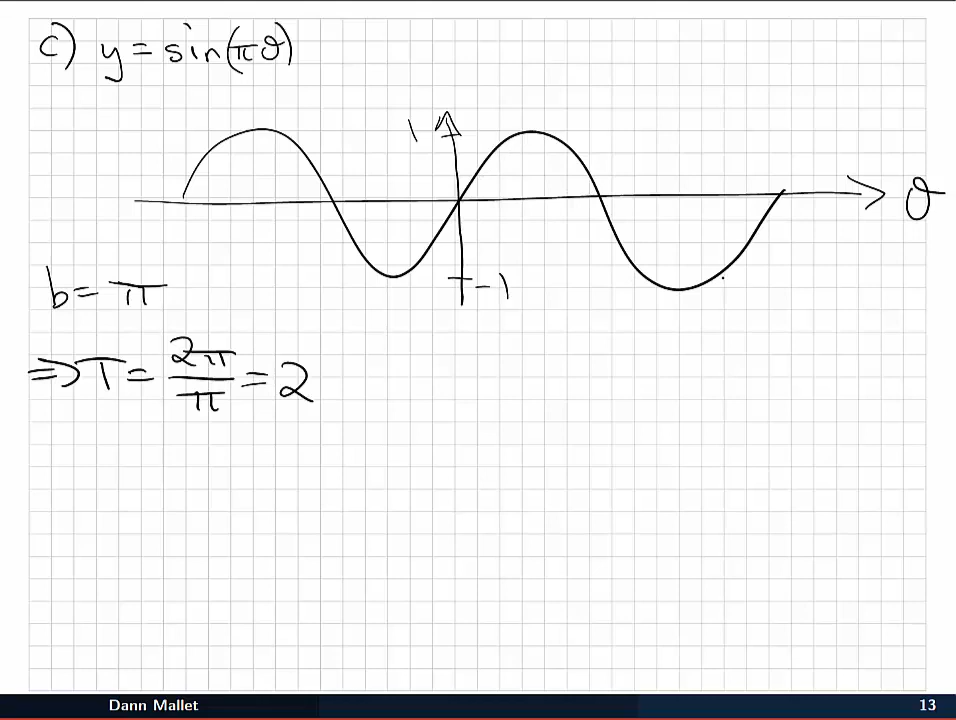 c) y = sin(πθ)
1
θ
-1
b = π
⇒ T = 2π/π = 2
Dann Mallet
13